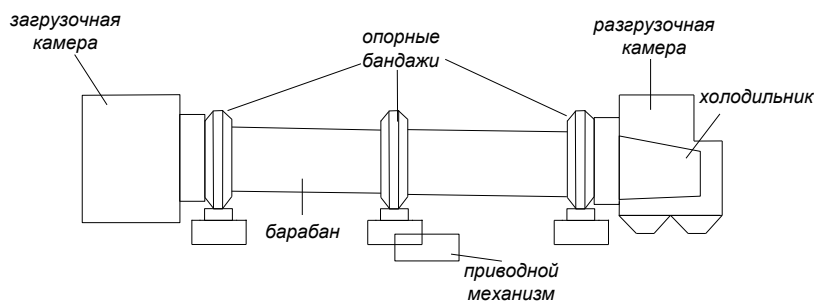 загрузочная
камера
опорные
бандажи
разгрузочная
камера
холодильник
барабан
приводной
механизм